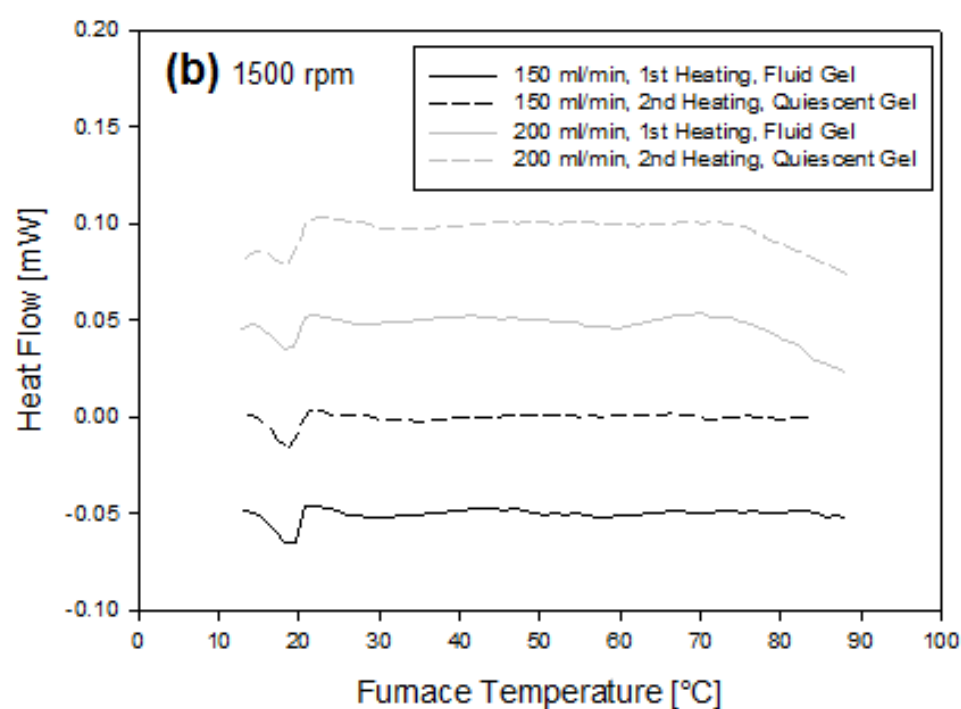 (b) 1500 rpm
150 ml/min, 1st Heating, Fluid Gel
150 ml/min, 2nd Heating, Quiescent Gel
200 ml/min, 1st Heating, Fluid Gel
200 ml/min, 2nd Heating, Quiescent Gel
Heat Flow [mW]
0.20
0.15
0.10
0.05
0.00
-0.05
-0.10
0 10 20 30 40 50 60 70 80 90 100
Furnace Temperature [°C]